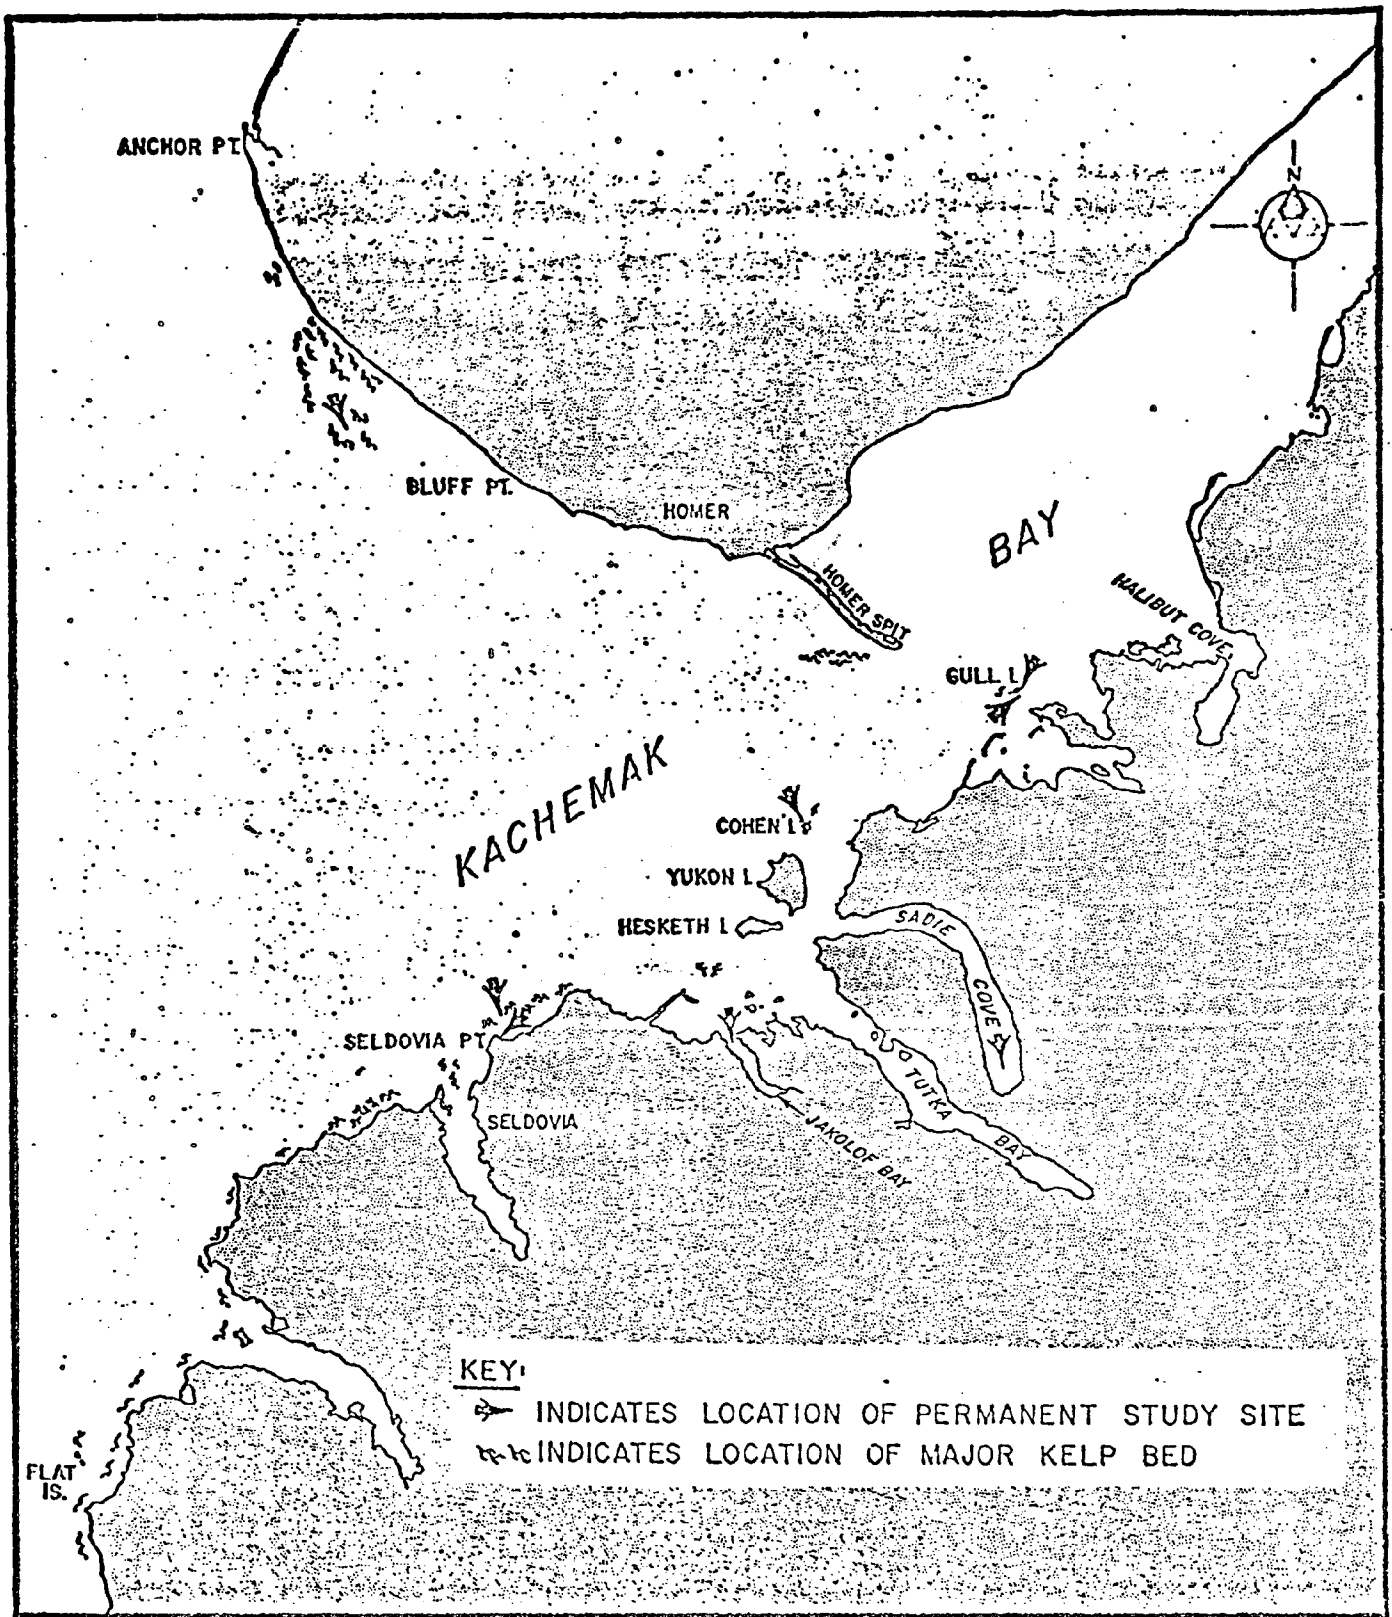 ANCHOR PT.
N
BLUFF PT.
HOMER
BAY
HOMER SPIT
HALIBUT COVE
GULL I.
KACHEMAK
COHEN I.
YUKON I.
HESKETH I.
SADIE
COVE
SELDOVIA PT.
SELDOVIA
TUTKA
BAY
JAKOLOF BAY
KEY:
INDICATES LOCATION OF PERMANENT STUDY SITE
INDICATES LOCATION OF MAJOR KELP BED
FLAT
IS.